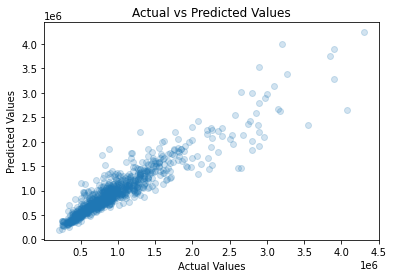 Actual vs Predicted Values
1e6
4.0
3.5
3.0
2.5
2.0
1.5
1.0
0.5
0.0
Predicted Values
0.5 1.0 1.5 2.0 2.5 3.0 3.5 4.0 4.5
Actual Values
1e6